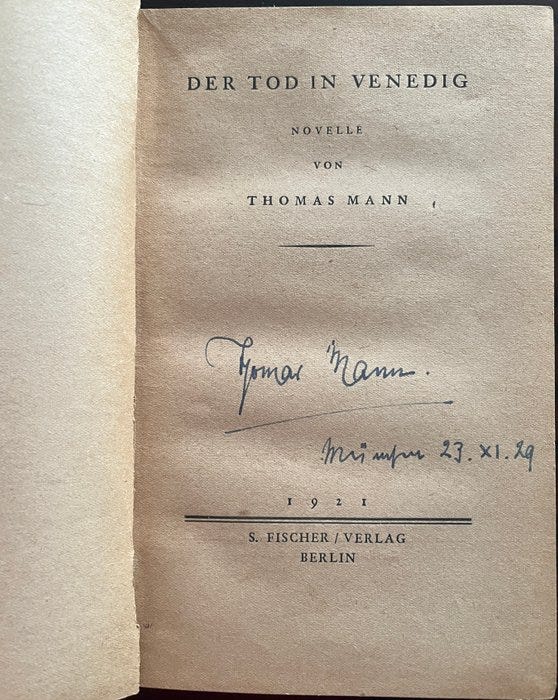 DER TOD IN VENEDIG
NOVELLE
VON
THOMAS MANN
Thomas Mann.
München 23. XI. 29
1921
S. FISCHER / VERLAG
BERLIN